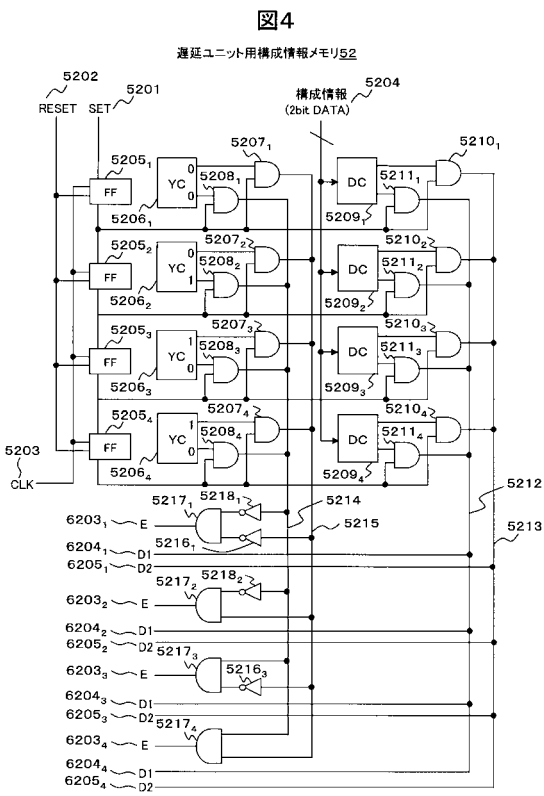 図4
遅延ユニット用構成情報メモリ52
5202
5201
5204
RESET SET
構成情報
(2bit DATA)
5207₁
5210₁
5205₁
5208₁
5211₁
FF
YC
0
0
DC
5206₁
5209₁
5205₂
5207₂
5208₂
5210₂
5211₂
FF
YC
0
1
DC
5206₂
5209₂
5205₃
5207₃
5208₃
5210₃
5211₃
FF
YC
1
0
DC
5206₃
5209₃
5205₄
5207₄
5208₄
5210₄
5211₄
FF
YC
1
0
DC
5206₄
5209₄
5203
CLK
5217₁
5218₁
5214
5212
6203₁ E
5216₁
5215
5213
6204₁ D1
6205₁ D2
5217₂
5218₂
6203₂ E
6204₂ D1
6205₂ D2
5217₃
5216₃
6203₃ E
6204₃ D1
6205₃ D2
5217₄
6203₄ E
6204₄ D1
6205₄ D2